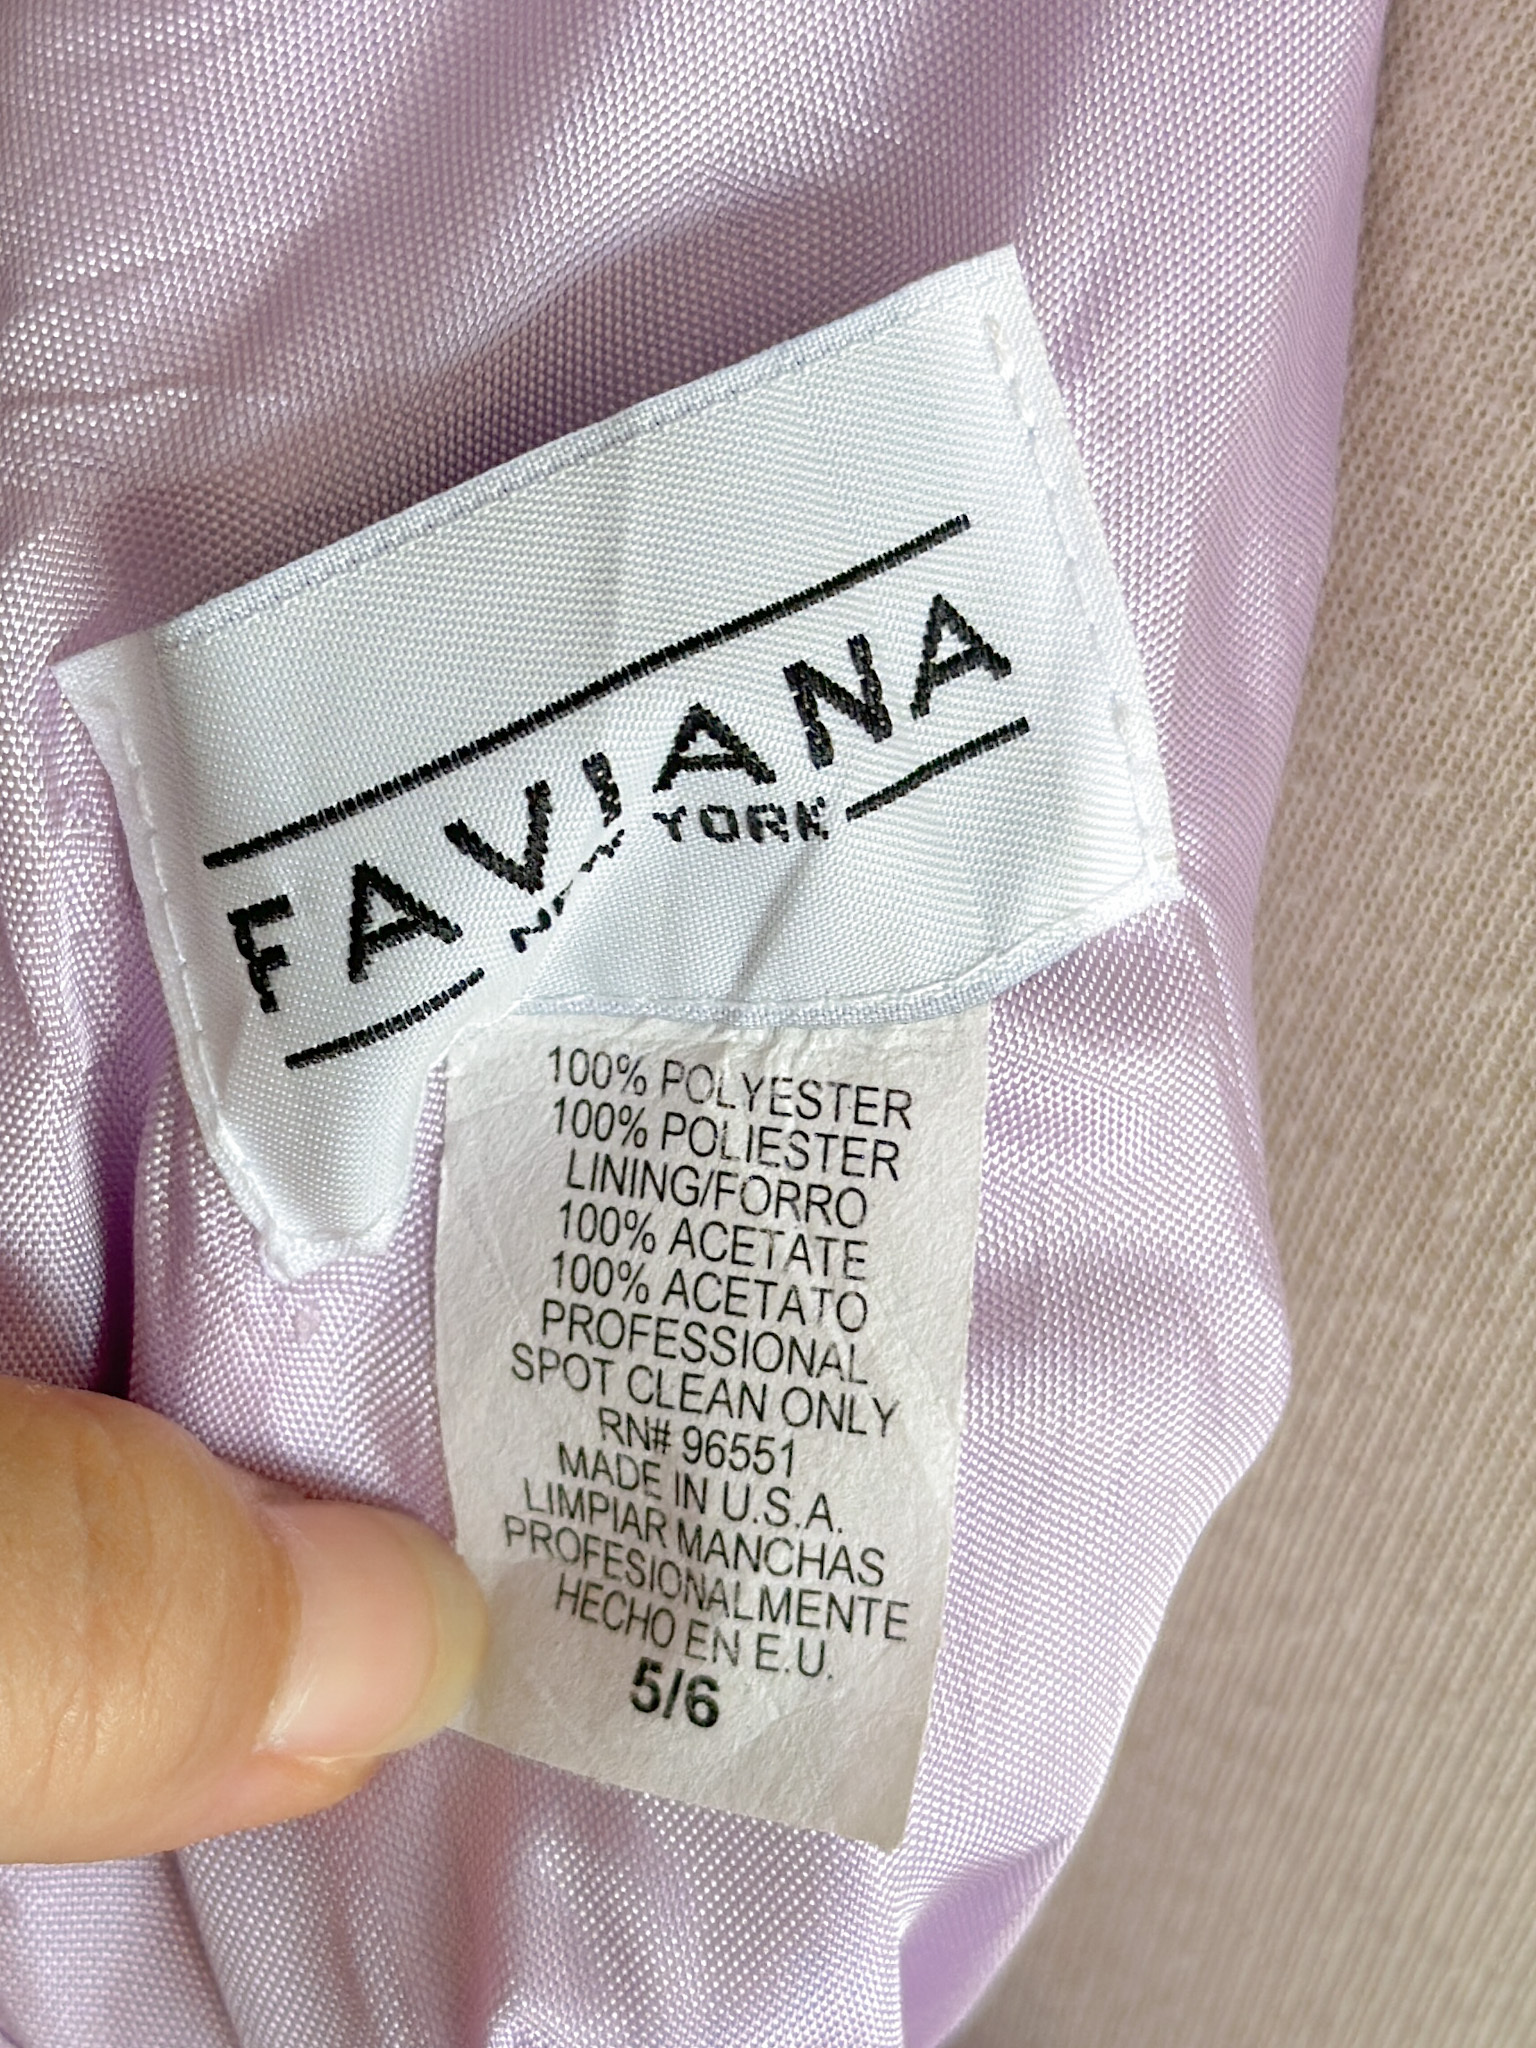 FAVIANA
NEW YORK
100% POLYESTER
100% POLIESTER
LINING/FORRO
100% ACETATE
100% ACETATO
PROFESSIONAL
SPOT CLEAN ONLY
RN# 96551
MADE IN U.S.A.
LIMPIAR MANCHAS
PROFESIONALMENTE
HECHO EN E.U.
5/6